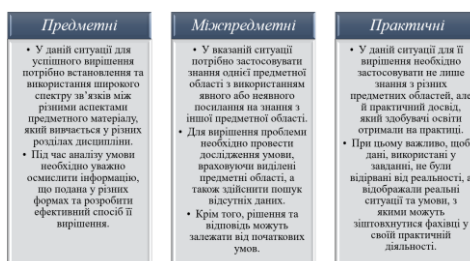 Предметні
• У даній ситуації для
успішного вирішення
потрібно встановлення та
використання широкого
спектру зв'язків між
різними аспектами
предметного матеріалу,
який вивчається у різних
розділах дисципліни.
• Під час аналізу умови
необхідно уважно
осмислити інформацію,
що подана у різних
формах та розробити
ефективний спосіб її
вирішення.
Міжпредметні
• У вказаній ситуації
потрібно застосовувати
знання однієї предметної
області з використанням
явного або неявного
посилання на знання з
іншої предметної області.
• Для вирішення проблеми
необхідно провести
дослідження умови,
враховуючи виділені
предметні області, а
також здійснити пошук
відсутніх даних.
• Крім того, рішення та
відповідь можуть
залежати від початкових
умов.
Практичні
• У даній ситуації для її
вирішення необхідно
застосовувати не лише
знання з різних
предметних областей, але
й практичний досвід,
який здобувачі освіти
отримали на практиці.
• При цьому важливо, щоб
дані, використані у
завданні, не були
відірвані від реальності, а
відображали реальні
ситуації та умови, з
якими можуть
зіштовхнутися фахівці у
своїй практичній
діяльності.